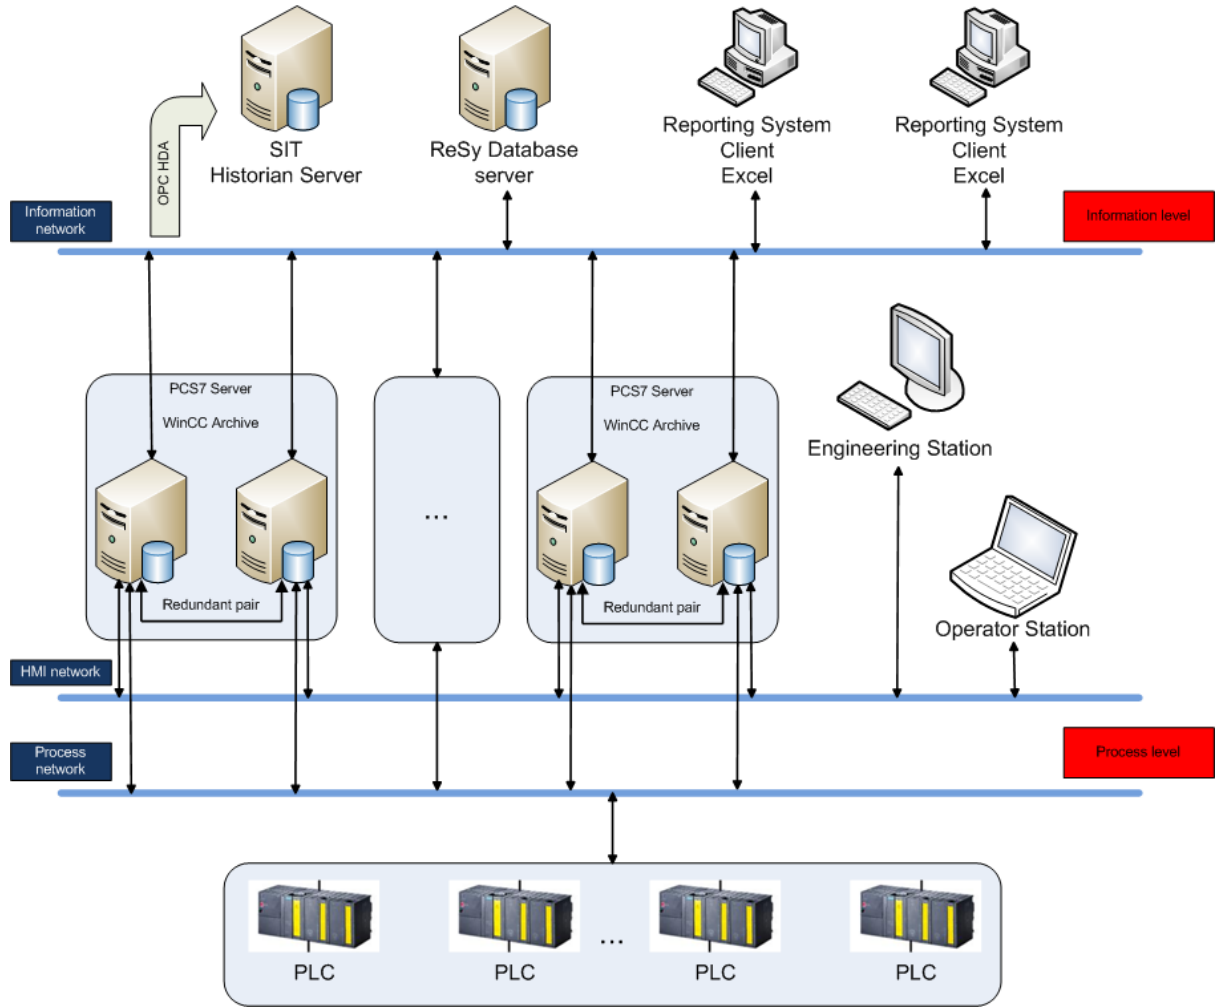 SIT
Historian Server
ReSy Database
server
Reporting System
Client
Excel
Reporting System
Client
Excel
OPC HDA
Information
network
Information level
PCS7 Server
WinCC Archive
Redundant pair
...
PCS7 Server
WinCC Archive
Redundant pair
Engineering Station
Operator Station
HMI network
Process
network
Process level
PLC
PLC
...
PLC
PLC